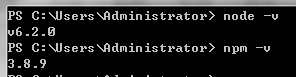 PS C:\Users\Administrator> node -v
v6.2.0
PS C:\Users\Administrator> npm -v
3.8.9